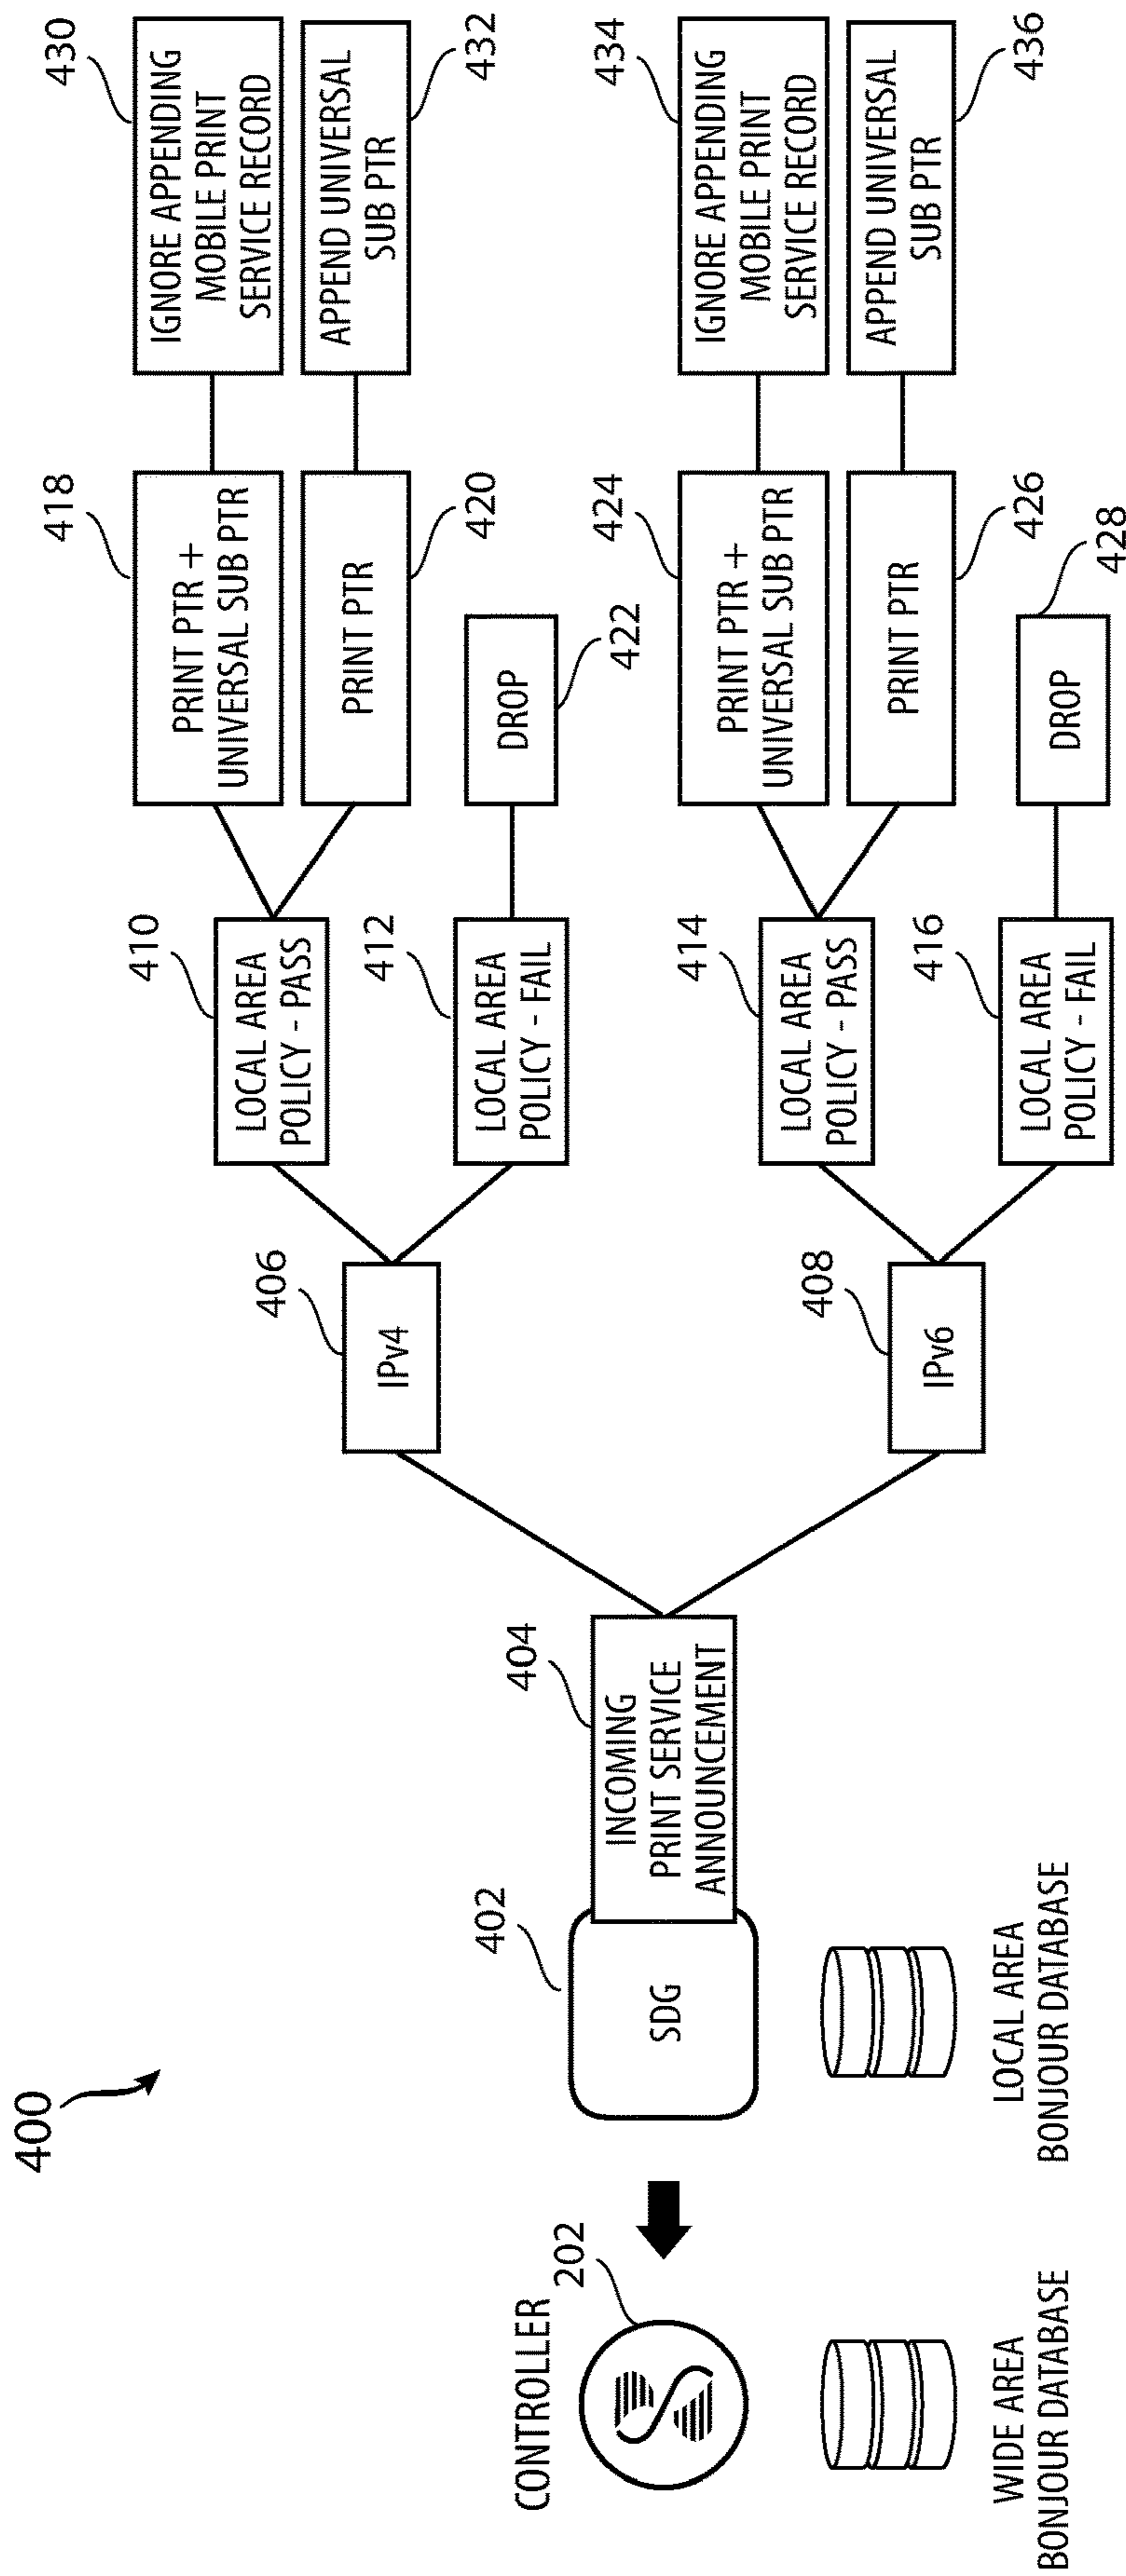 400
CONTROLLER
202
WIDE AREA
BONJOUR DATABASE
402
SDG
LOCAL AREA
BONJOUR DATABASE
404
INCOMING
PRINT SERVICE
ANNOUNCEMENT
406
IPv4
408
IPv6
410
LOCAL AREA
POLICY - PASS
412
LOCAL AREA
POLICY - FAIL
414
LOCAL AREA
POLICY - PASS
416
LOCAL AREA
POLICY - FAIL
418
PRINT PTR +
UNIVERSAL SUB PTR
420
PRINT PTR
422
DROP
424
PRINT PTR +
UNIVERSAL SUB PTR
426
PRINT PTR
428
DROP
430
IGNORE APPENDING
MOBILE PRINT
SERVICE RECORD
432
APPEND UNIVERSAL
SUB PTR
434
IGNORE APPENDING
MOBILE PRINT
SERVICE RECORD
436
APPEND UNIVERSAL
SUB PTR